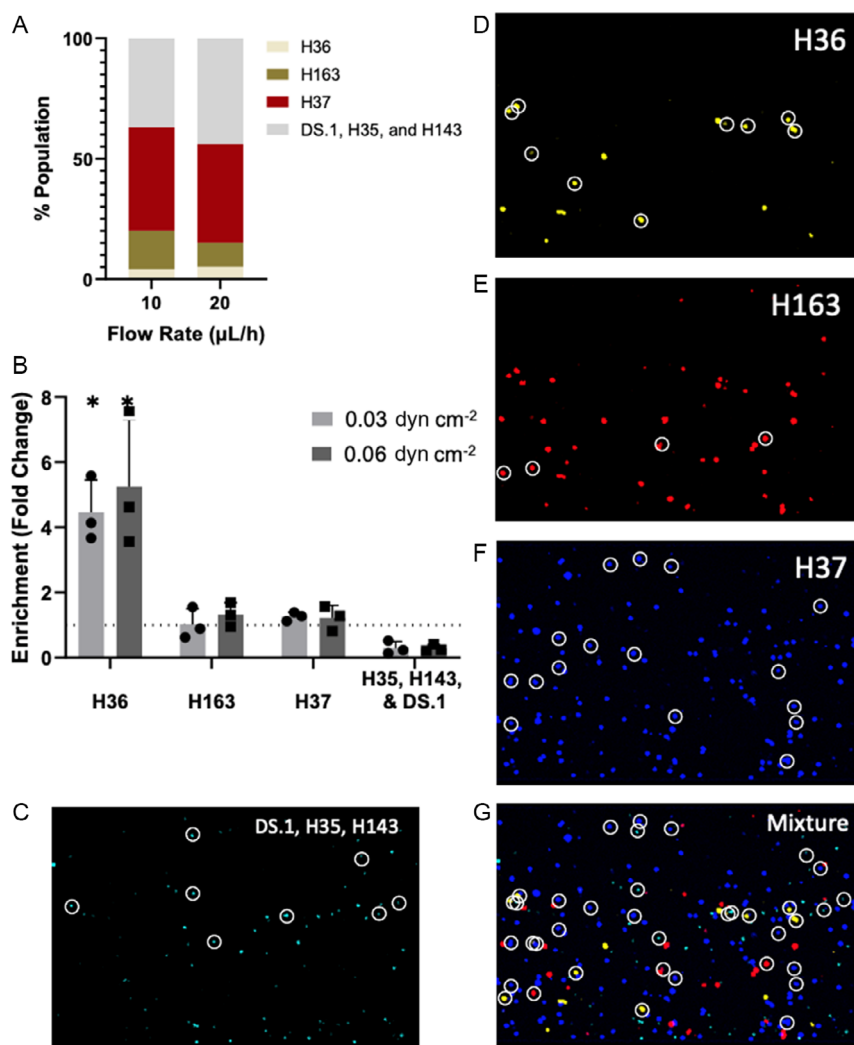 A
100
50
0
% Population
10
20
Flow Rate (µL/h)
H36
H163
H37
DS.1, H35, and H143
B
8
6
4
2
0
Enrichment (Fold Change)
* *
0.03 dyn cm-2
0.06 dyn cm-2
H36
H163
H37
H35, H143,
& DS.1
C
DS.1, H35, H143
D
H36
E
H163
F
H37
G
Mixture